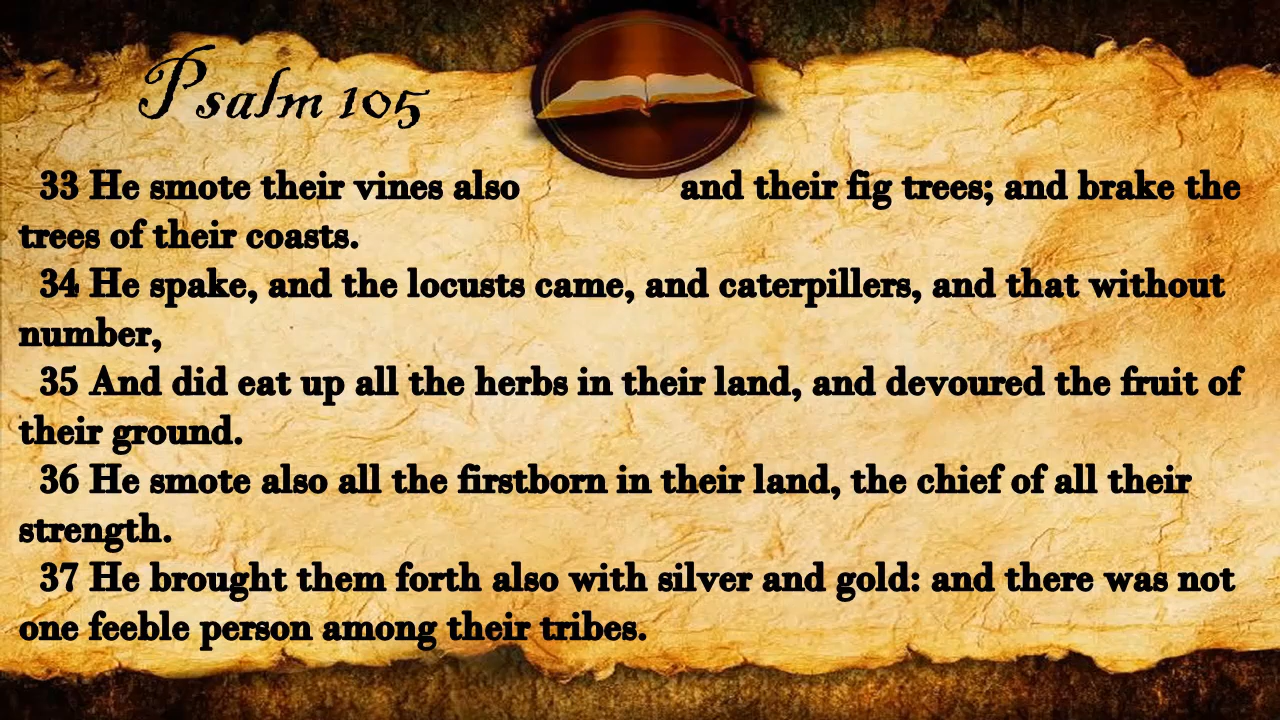 Psalm 105
33 He smote their vines also and their fig trees; and brake the
trees of their coasts.
34 He spake, and the locusts came, and caterpillers, and that without
number,
35 And did eat up all the herbs in their land, and devoured the fruit of
their ground.
36 He smote also all the firstborn in their land, the chief of all their
strength.
37 He brought them forth also with silver and gold: and there was not
one feeble person among their tribes.